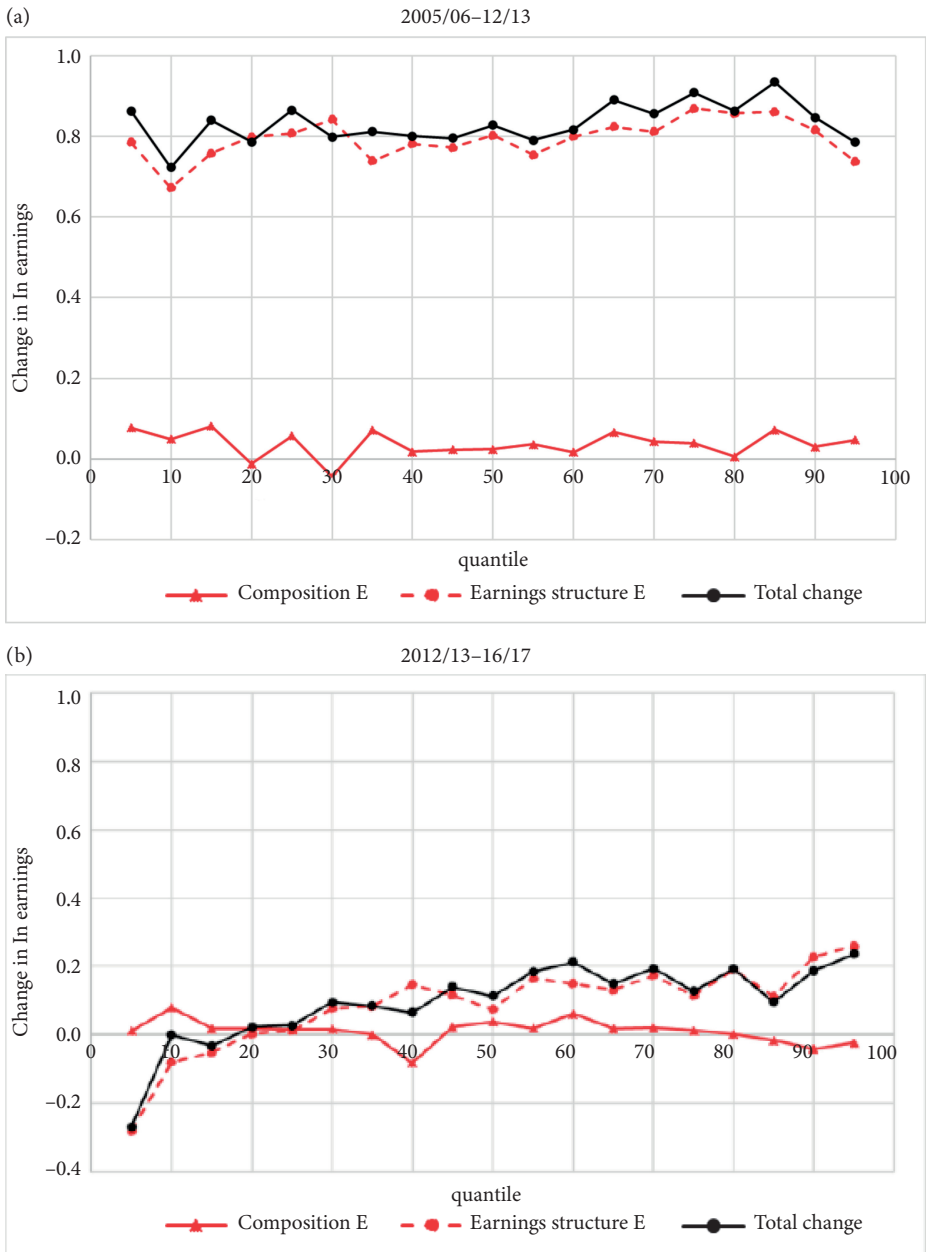 (a)
2005/06–12/13
Change in ln earnings
1.0
0.8
0.6
0.4
0.2
0.0
–0.2
0 10 20 30 40 50 60 70 80 90 100
quantile
Composition E Earnings structure E Total change
(b)
2012/13–16/17
Change in ln earnings
1.0
0.8
0.6
0.4
0.2
0.0
–0.2
–0.4
0 10 20 30 40 50 60 70 80 90 100
quantile
Composition E Earnings structure E Total change